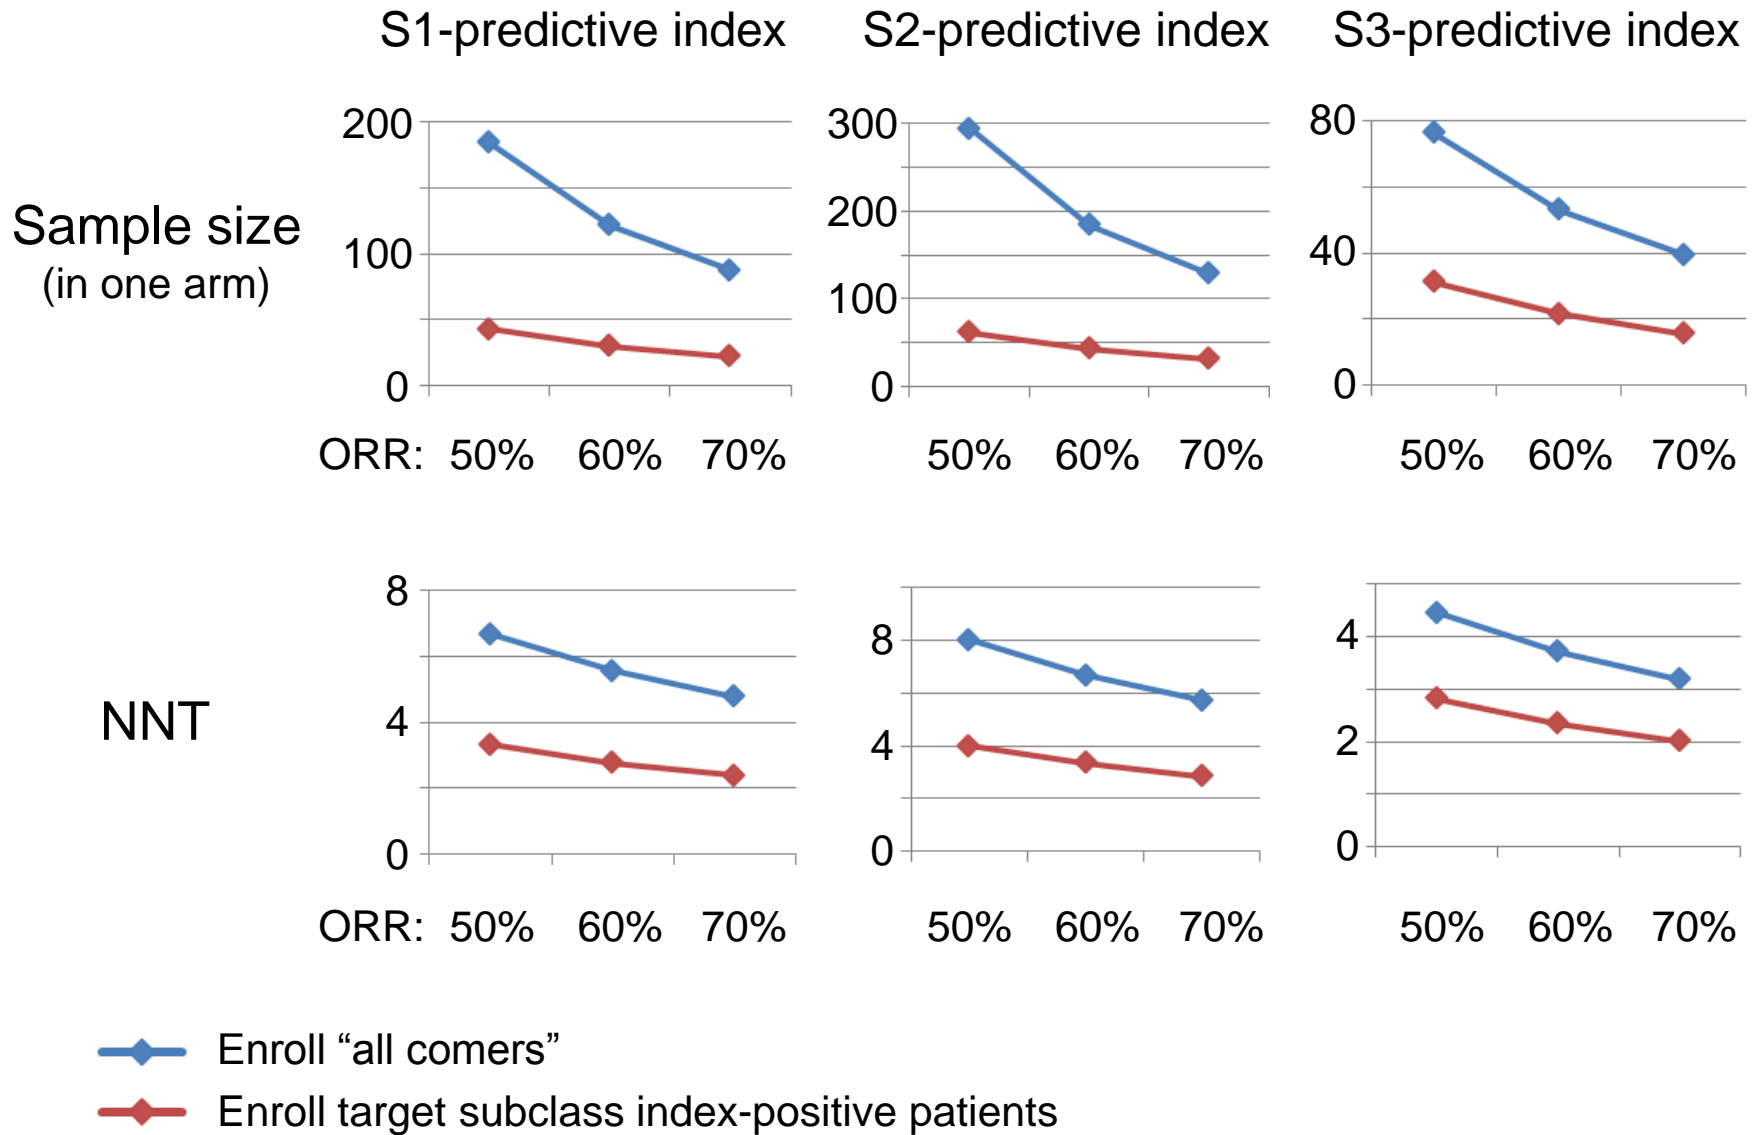 S1-predictive index S2-predictive index S3-predictive index
200 300 80
Sample size
(in one arm)
200
100 100 40
0 0 0
ORR: 50% 60% 70% 50% 60% 70% 50% 60% 70%
8
8 4
NNT
4 4 2
0 0 0
ORR: 50% 60% 70% 50% 60% 70% 50% 60% 70%
Enroll “all comers”
Enroll target subclass index-positive patients